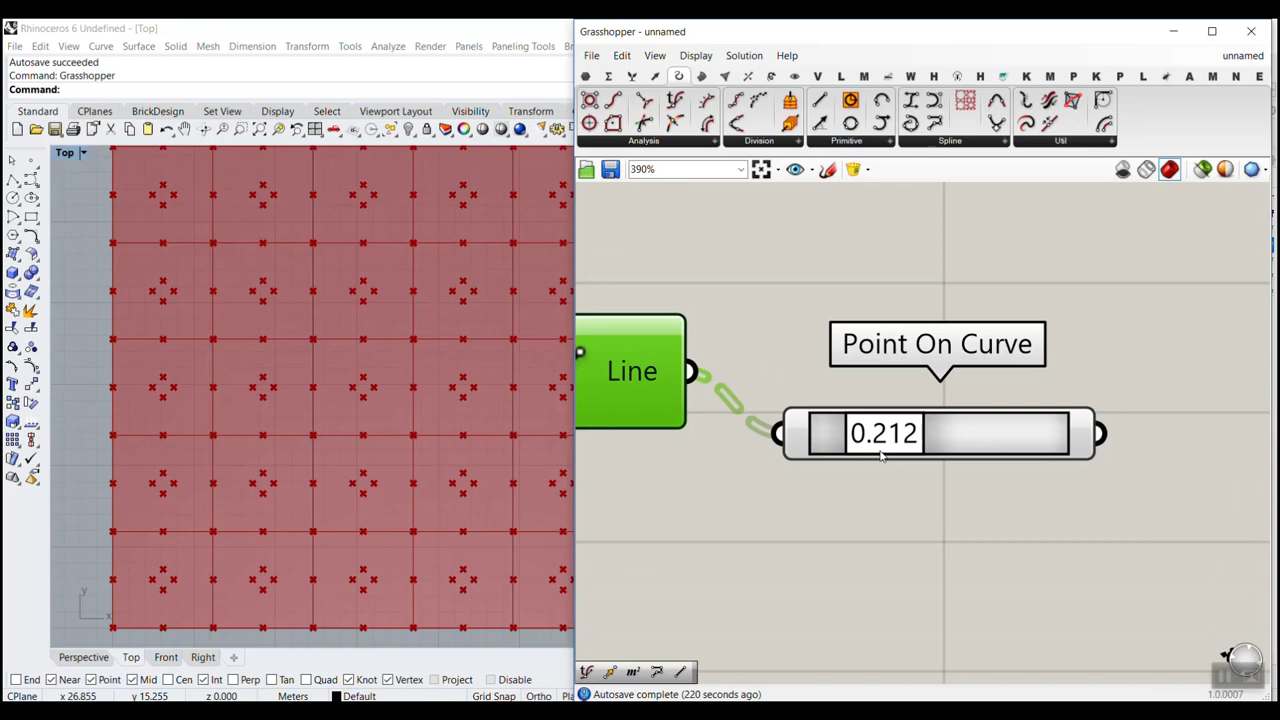 Rhinoceros 6 Undefined - [Top]
File Edit View Curve Surface Solid Mesh Dimension Transform Tools Analyze Render Panels Paneling Tools
Autosave succeeded
Command: Grasshopper
Command:
Standard CPlanes BrickDesign Set View Display Select Viewport Layout Visibility Transform
Top
y
x
Perspective Top Front Right
End Near Point Mid Cen Int Perp Tan Quad Knot Vertex Project Disable
CPlane x 26.855 y 15.255 z 0.000 Meters Default Grid Snap Ortho
Grasshopper - unnamed
File Edit View Display Solution Help unnamed
V L M W H H K M P K P L A M N E
Analysis Division Primitive Spline Util
390%
Line
Point On Curve
0.212
m²
Autosave complete (220 seconds ago)
1.0.0007